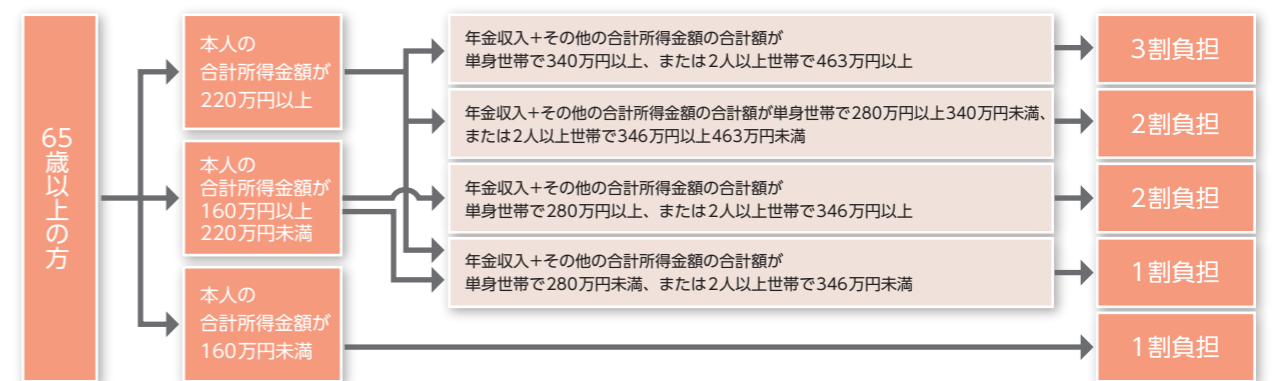 65歳以上の方
本人の
合計所得金額が
220万円以上
年金収入+その他の合計所得金額の合計額が
単身世帯で340万円以上、または2人以上世帯で463万円以上
3割負担
年金収入+その他の合計所得金額の合計額が単身世帯で280万円以上340万円未満、
または2人以上世帯で346万円以上463万円未満
2割負担
本人の
合計所得金額が
160万円以上
220万円未満
年金収入+その他の合計所得金額の合計額が
単身世帯で280万円以上、または2人以上世帯で346万円以上
2割負担
年金収入+その他の合計所得金額の合計額が
単身世帯で280万円未満、または2人以上世帯で346万円未満
1割負担
本人の
合計所得金額が
160万円未満
1割負担